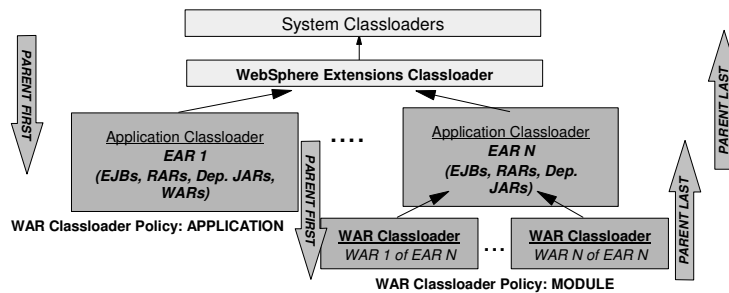 System Classloaders
WebSphere Extensions Classloader
PARENT FIRST
PARENT LAST
Application Classloader
EAR 1
(EJBs, RARs, Dep. JARs,
WARs)
....
Application Classloader
EAR N
(EJBs, RARs, Dep.
JARs)
WAR Classloader Policy: APPLICATION
PARENT FIRST
PARENT LAST
WAR Classloader
WAR 1 of EAR N
...
WAR Classloader
WAR N of EAR N
WAR Classloader Policy: MODULE